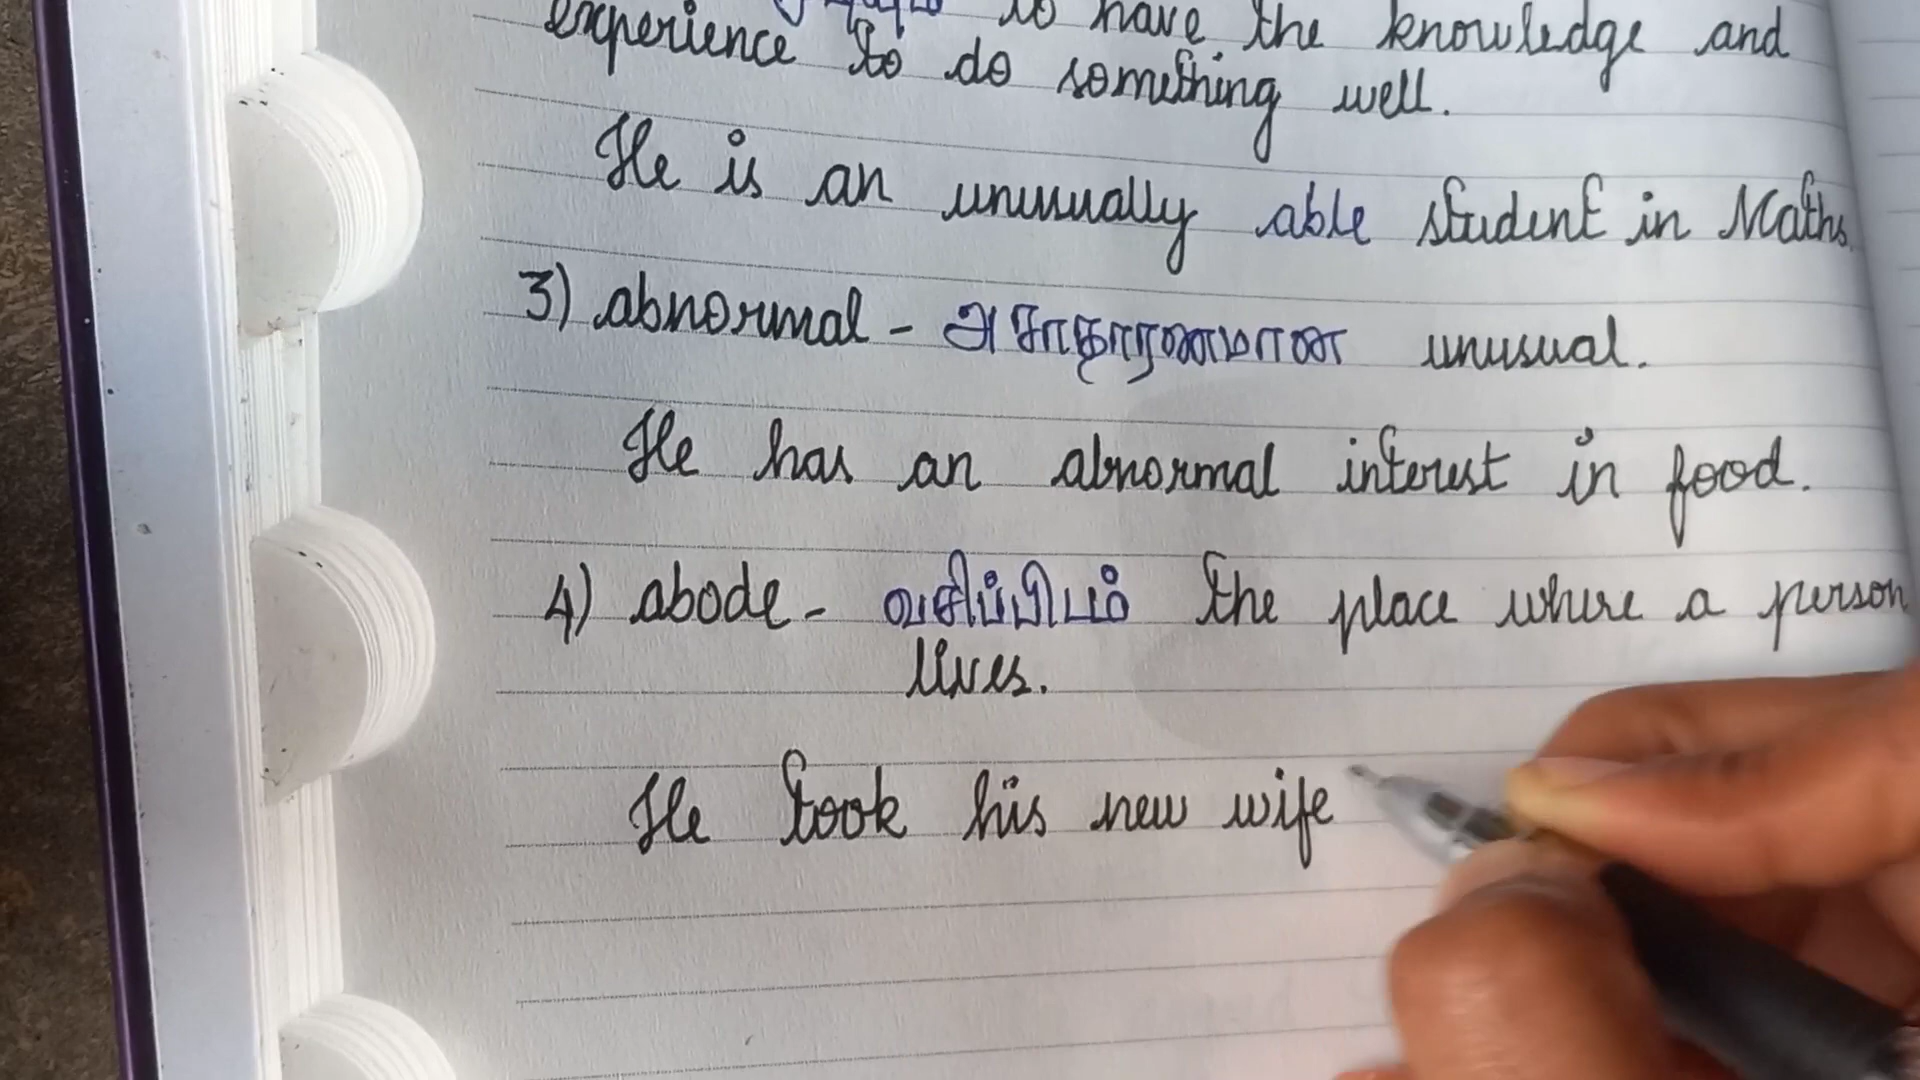 to have the knowledge and
experience to do something well.
He is an unusually able student in Maths.
3) abnormal - அசாதாரணமான unusual.
He has an abnormal interest in food.
4) abode - வசிப்பிடம் the place where a person
lives.
He took his new wife